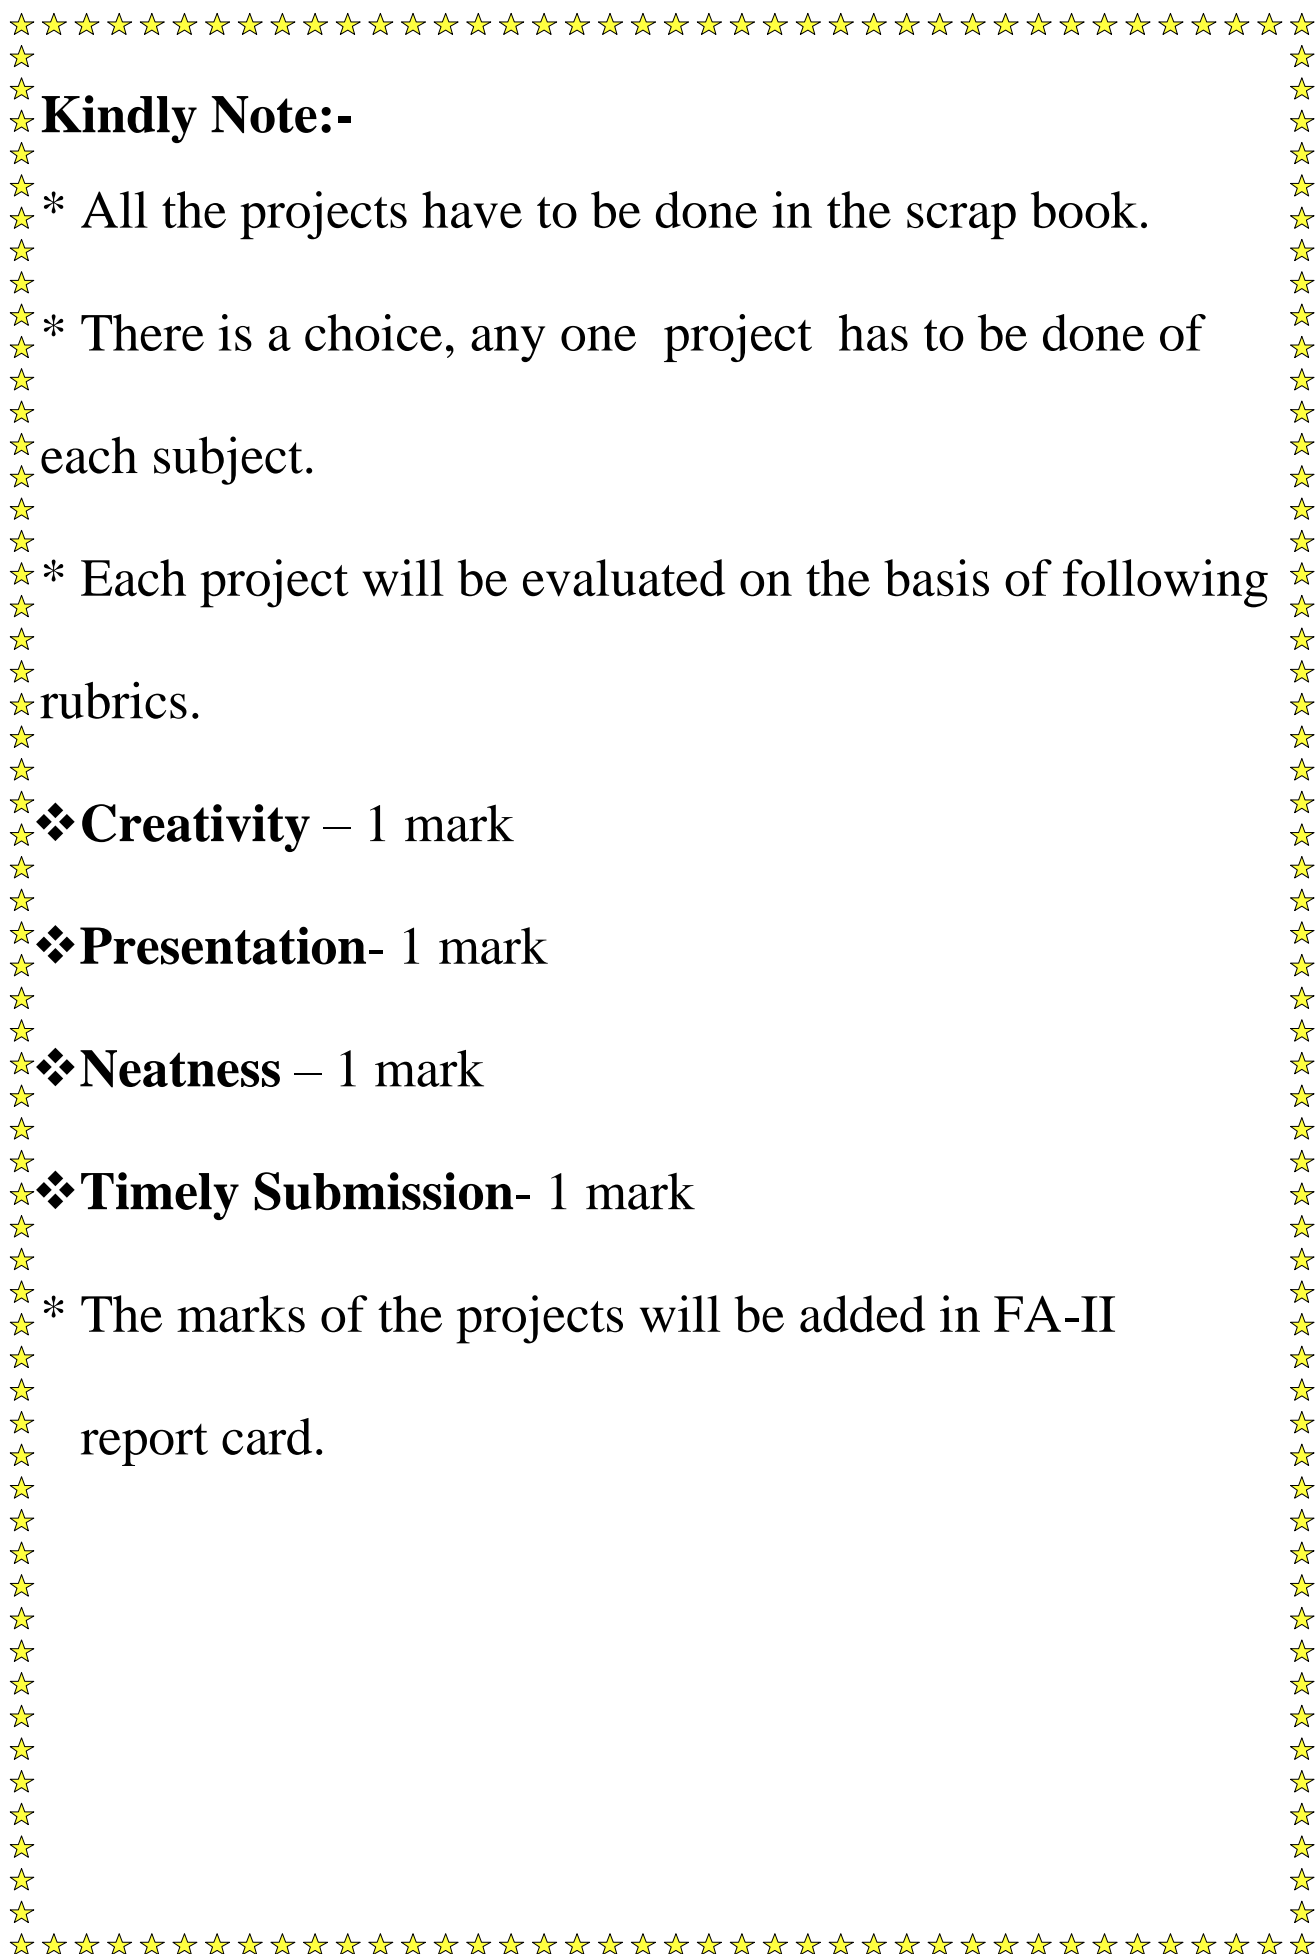 Kindly Note:-
* All the projects have to be done in the scrap book.
* There is a choice, any one  project  has to be done of
each subject.
* Each project will be evaluated on the basis of following
rubrics.
❖Creativity – 1 mark
❖Presentation- 1 mark
❖Neatness – 1 mark
❖Timely Submission- 1 mark
* The marks of the projects will be added in FA-II
report card.